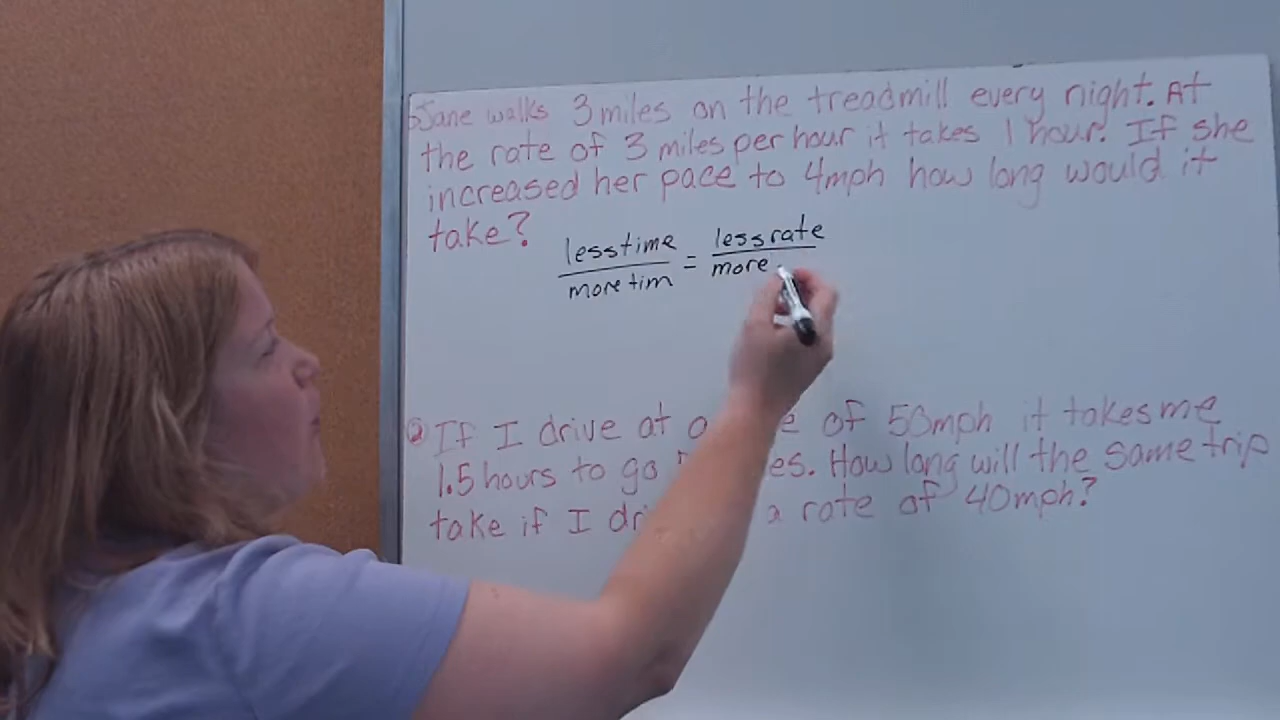 Jane walks 3 miles on the treadmill every night. At
the rate of 3 miles per hour it takes 1 hour. If she
increased her pace to 4mph how long would it
take?
less time = less rate
more tim more
② If I drive at a of 50mph it takes me
1.5 hours to go How long will the same trip
take if I a rate of 40mph?